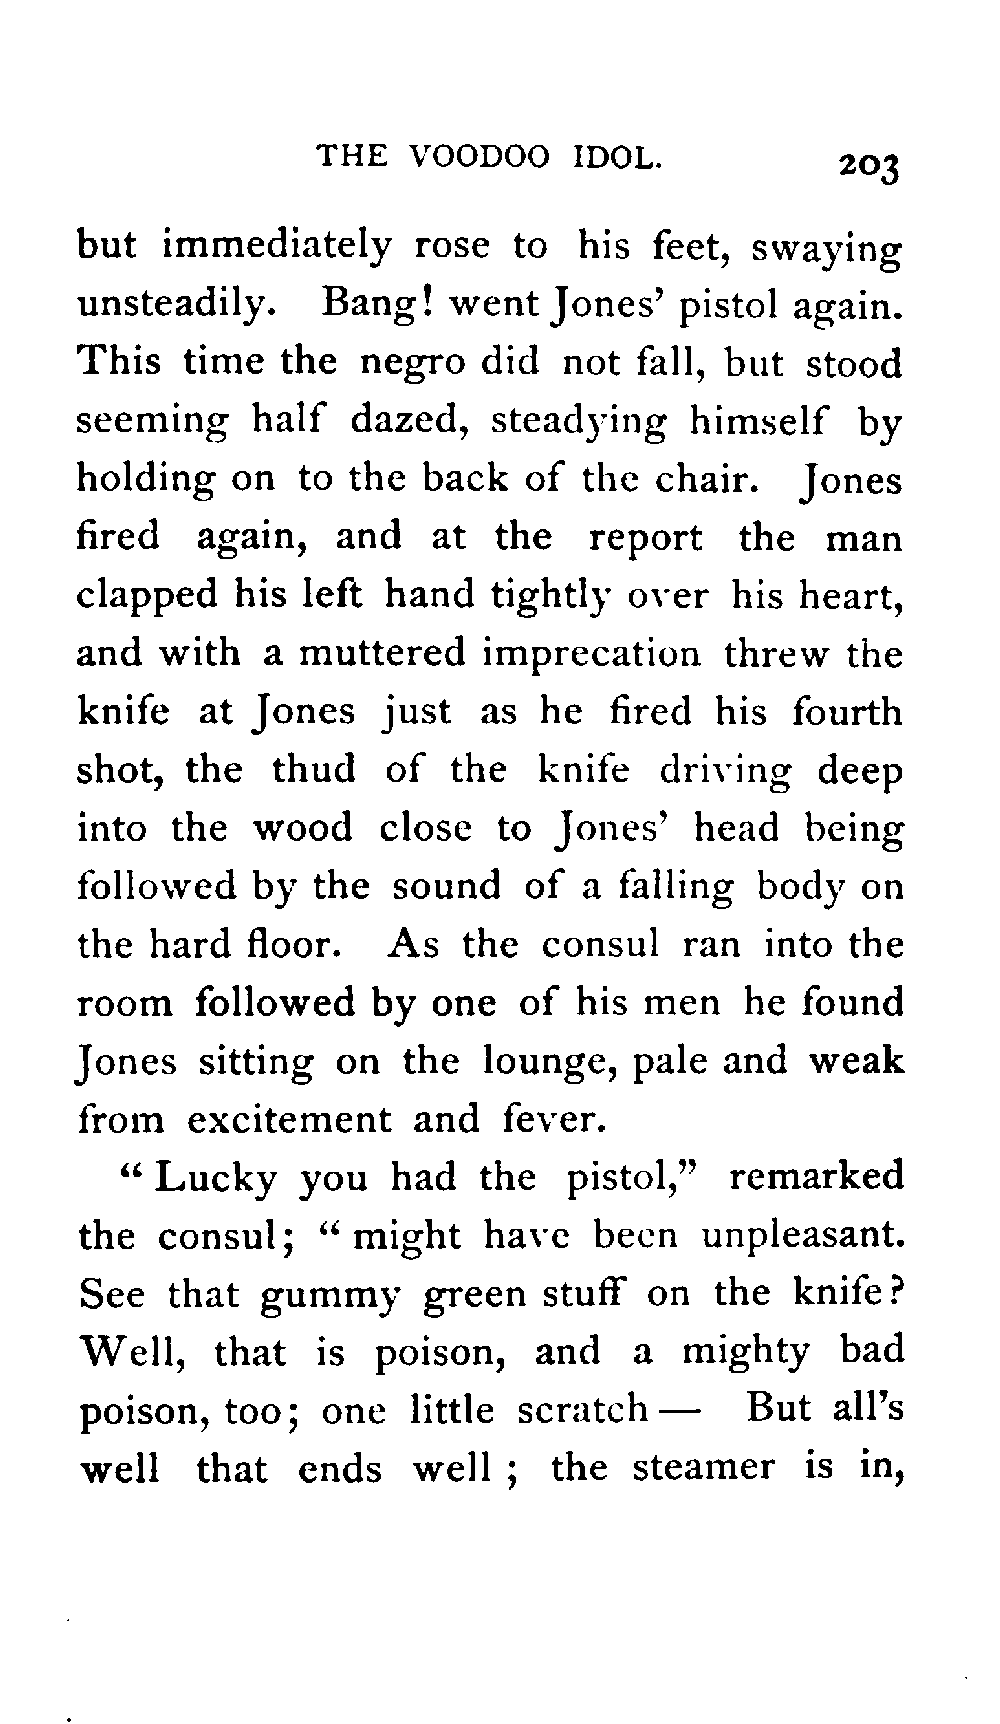 THE VOODOO IDOL. 203
but immediately rose to his feet, swaying
unsteadily. Bang! went Jones' pistol again.
This time the negro did not fall, but stood
seeming half dazed, steadying himself by
holding on to the back of the chair. Jones
fired again, and at the report the man
clapped his left hand tightly over his heart,
and with a muttered imprecation threw the
knife at Jones just as he fired his fourth
shot, the thud of the knife driving deep
into the wood close to Jones' head being
followed by the sound of a falling body on
the hard floor. As the consul ran into the
room followed by one of his men he found
Jones sitting on the lounge, pale and weak
from excitement and fever.
“ Lucky you had the pistol,” remarked
the consul; “ might have been unpleasant.
See that gummy green stuff on the knife?
Well, that is poison, and a mighty bad
poison, too; one little scratch — But all's
well that ends well ; the steamer is in,